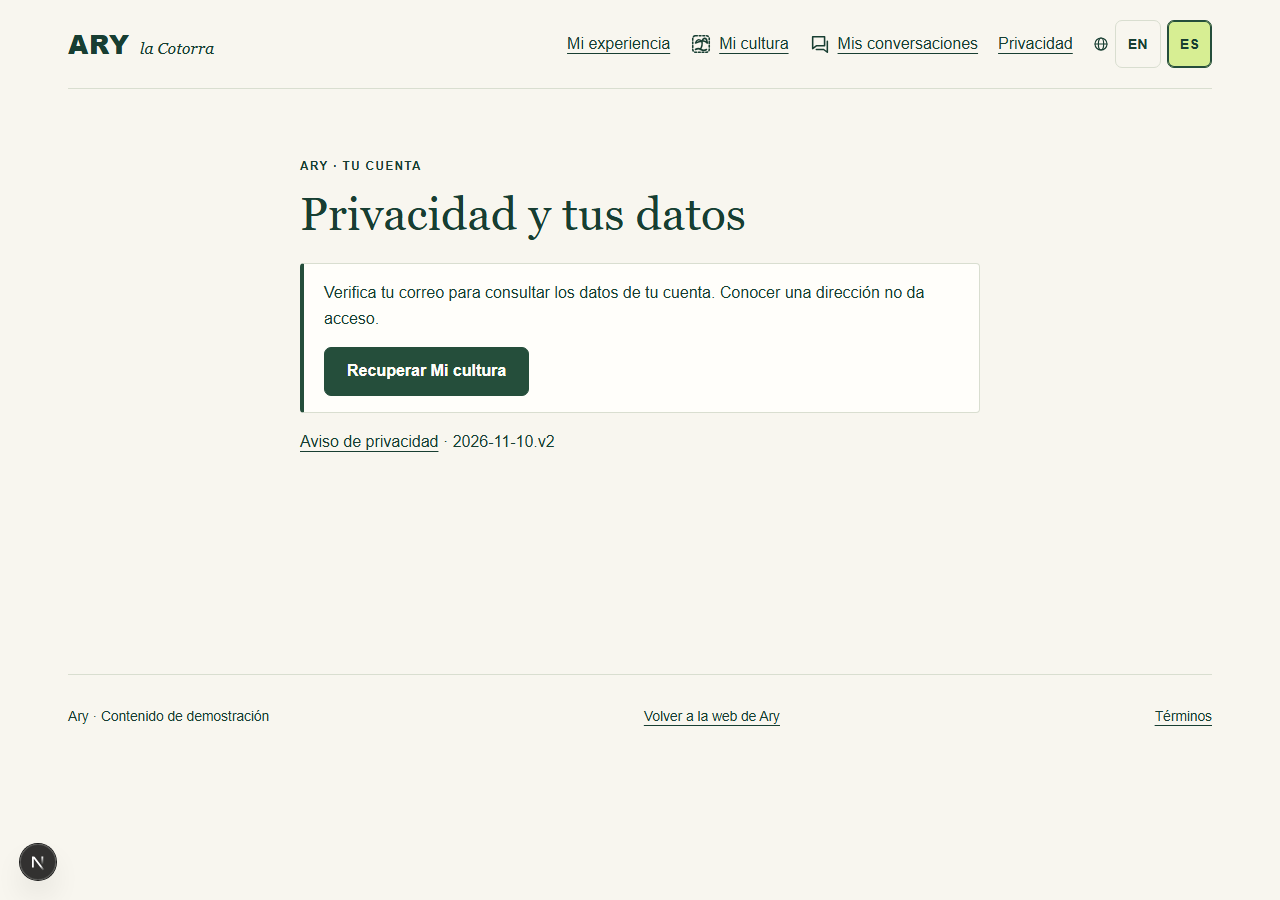 ARY la Cotorra
Mi experiencia Mi cultura Mis conversaciones Privacidad EN ES
ARY · TU CUENTA
Privacidad y tus datos
Verifica tu correo para consultar los datos de tu cuenta. Conocer una dirección no da
acceso.
Recuperar Mi cultura
Aviso de privacidad · 2026-11-10.v2
Ary · Contenido de demostración Volver a la web de Ary Términos
N